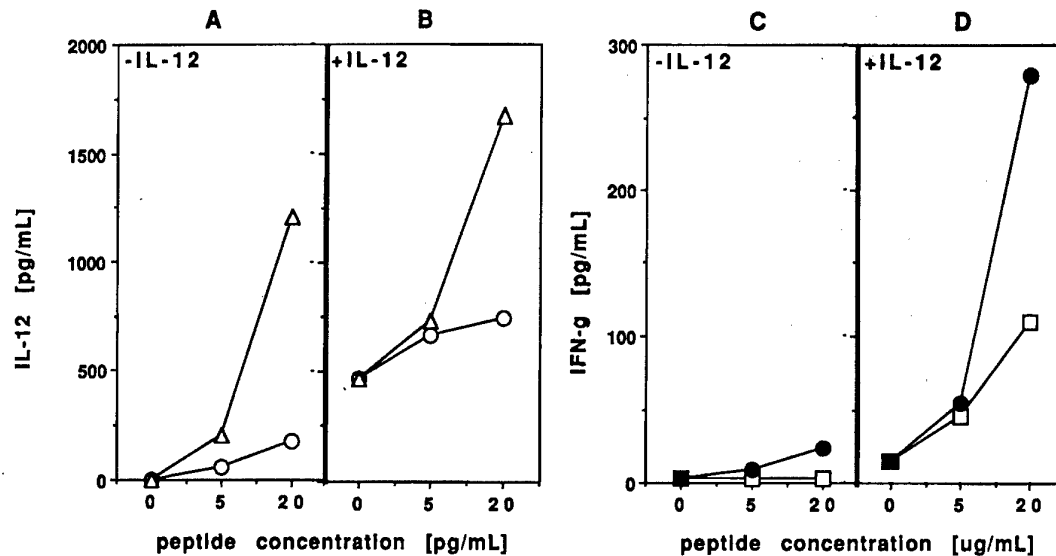 A B C D
-IL-12 +IL-12 -IL-12 +IL-12
2000
1500
1000
500
0
IL-12 [pg/mL]
0 5 20 0 5 20
peptide concentration [pg/mL]
300
200
100
0
IFN-g [pg/mL]
0 5 20 0 5 20
peptide concentration [ug/mL]